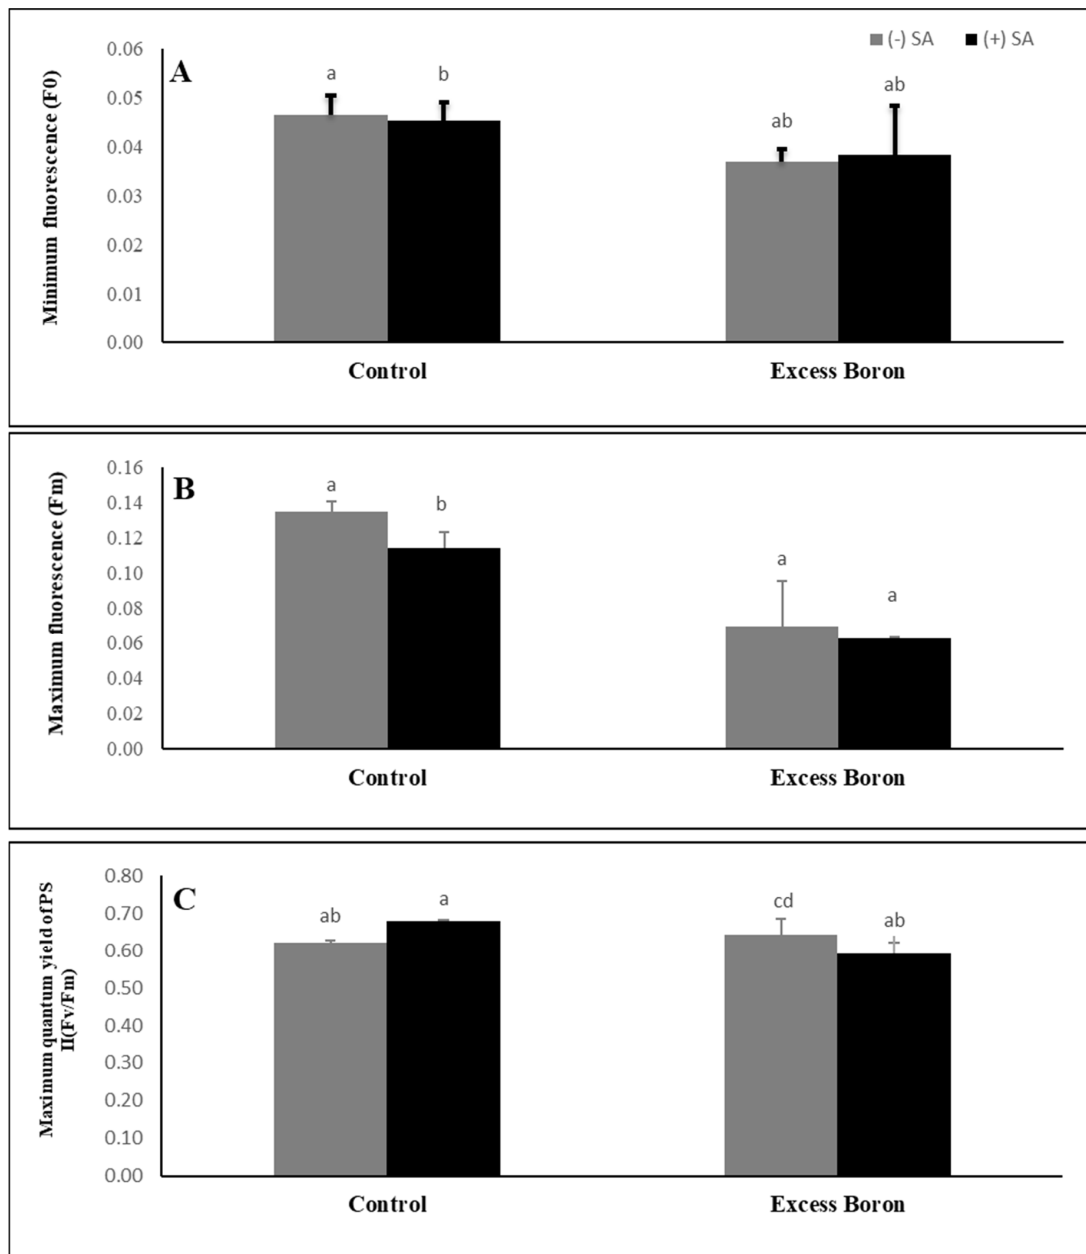 (-) SA (+) SA
A
Minimum fluorescence (F0)
0.06
0.05
0.04
0.03
0.02
0.01
0.00
a b ab ab
Control Excess Boron
B
Maximum fluorescence (Fm)
0.16
0.14
0.12
0.10
0.08
0.06
0.04
0.02
0.00
a b a a
Control Excess Boron
C
Maximum quantum yield of PS
II(Fv/Fm)
0.80
0.70
0.60
0.50
0.40
0.30
0.20
0.10
0.00
ab a cd ab
Control Excess Boron